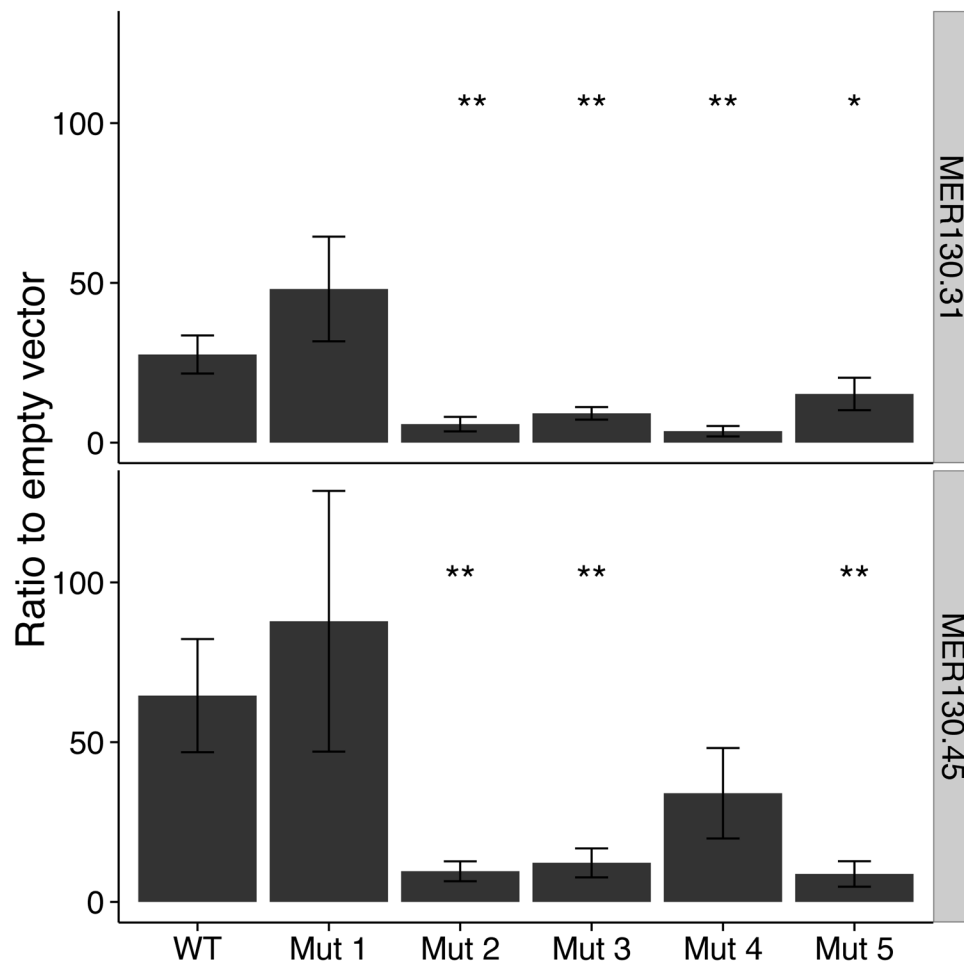 Ratio to empty vector
100
50
0
** ** ** *
MER130.31
100
50
0
** ** **
MER130.45
WT Mut 1 Mut 2 Mut 3 Mut 4 Mut 5